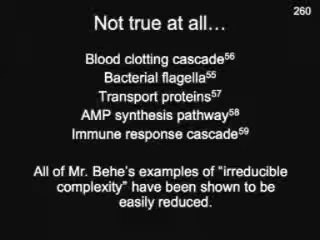 260
Not true at all…
Blood clotting cascade56
Bacterial flagella55
Transport proteins57
AMP synthesis pathway58
Immune response cascade59
All of Mr. Behe's examples of "irreducible
complexity" have been shown to be
easily reduced.